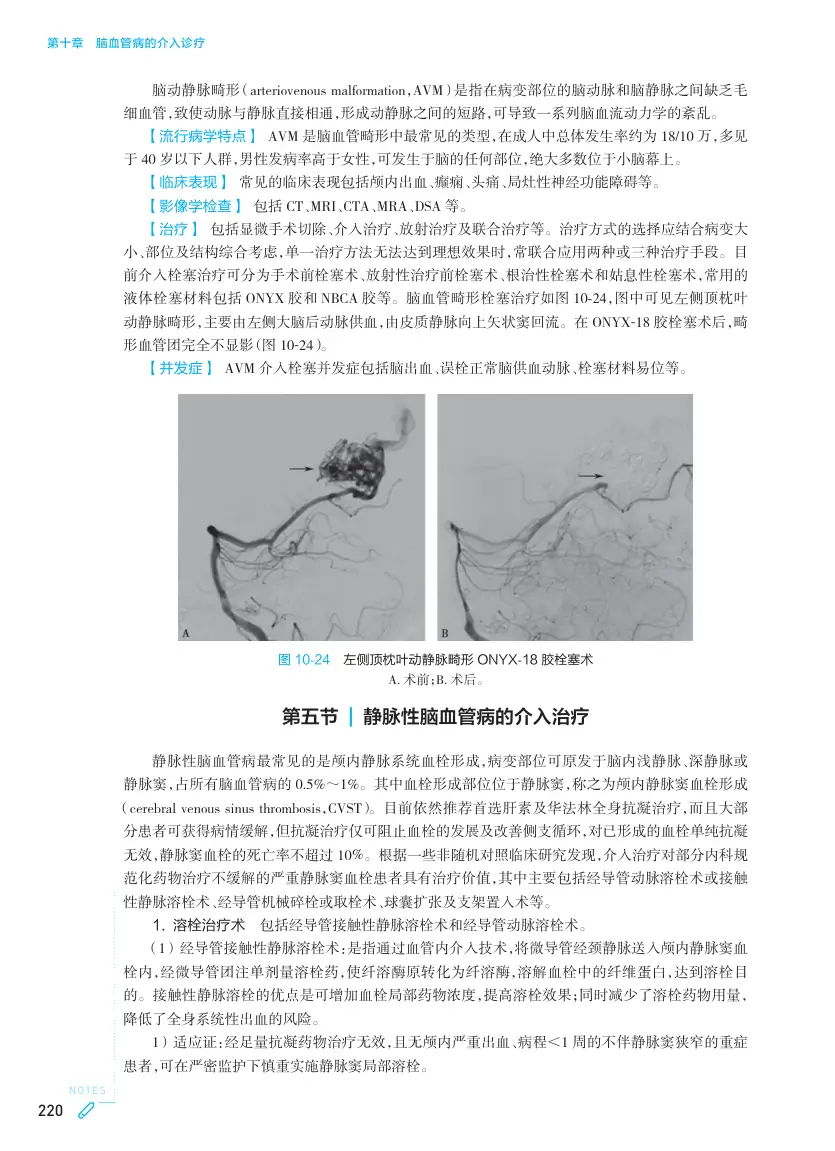 第十章 脑血管病的介入诊疗
脑动静脉畸形（arteriovenous malformation，AVM）是指在病变部位的脑动脉和脑静脉之间缺乏毛
细血管，致使动脉与静脉直接相通，形成动静脉之间的短路，可导致一系列脑血流动力学的紊乱。
【流行病学特点】 AVM 是脑血管畸形中最常见的类型，在成人中总体发生率约为 18/10 万，多见
于 40 岁以下人群，男性发病率高于女性，可发生于脑的任何部位，绝大多数位于小脑幕上。
【临床表现】 常见的临床表现包括颅内出血、癫痫、头痛、局灶性神经功能障碍等。
【影像学检查】 包括 CT、MRI、CTA、MRA、DSA 等。
【治疗】 包括显微手术切除、介入治疗、放射治疗及联合治疗等。治疗方式的选择应结合病变大
小、部位及结构综合考虑，单一治疗方法无法达到理想效果时，常联合应用两种或三种治疗手段。目
前介入栓塞治疗可分为手术前栓塞术、放射性治疗前栓塞术、根治性栓塞术和姑息性栓塞术，常用的
液体栓塞材料包括 ONYX 胶和 NBCA 胶等。脑血管畸形栓塞治疗如图 10-24，图中可见左侧顶枕叶
动静脉畸形，主要由左侧大脑后动脉供血，由皮质静脉向上矢状窦回流。在 ONYX-18 胶栓塞术后，畸
形血管团完全不显影（图 10-24）。
【并发症】 AVM 介入栓塞并发症包括脑出血、误栓正常脑供血动脉、栓塞材料易位等。
A
B
图 10-24 左侧顶枕叶动静脉畸形 ONYX-18 胶栓塞术
A. 术前；B. 术后。
第五节｜静脉性脑血管病的介入治疗
静脉性脑血管病最常见的是颅内静脉系统血栓形成，病变部位可原发于脑内浅静脉、深静脉或
静脉窦，占所有脑血管病的 0.5%～1%。其中血栓形成部位位于静脉窦，称之为颅内静脉窦血栓形成
（cerebral venous sinus thrombosis，CVST）。目前依然推荐首选肝素及华法林全身抗凝治疗，而且大部
分患者可获得病情缓解，但抗凝治疗仅可阻止血栓的发展及改善侧支循环，对已形成的血栓单纯抗凝
无效，静脉窦血栓的死亡率不超过 10%。根据一些非随机对照临床研究发现，介入治疗对部分内科规
范化药物治疗不缓解的严重静脉窦血栓患者具有治疗价值，其中主要包括经导管动脉溶栓术或接触
性静脉溶栓术、经导管机械碎栓或取栓术、球囊扩张及支架置入术等。
1. 溶栓治疗术 包括经导管接触性静脉溶栓术和经导管动脉溶栓术。
（1）经导管接触性静脉溶栓术：是指通过血管内介入技术，将微导管经颈静脉送入颅内静脉窦血
栓内，经微导管团注单剂量溶栓药，使纤溶酶原转化为纤溶酶，溶解血栓中的纤维蛋白，达到溶栓目
的。接触性静脉溶栓的优点是可增加血栓局部药物浓度，提高溶栓效果；同时减少了溶栓药物用量，
降低了全身系统性出血的风险。
1）适应证：经足量抗凝药物治疗无效，且无颅内严重出血、病程＜1 周的不伴静脉窦狭窄的重症
患者，可在严密监护下慎重实施静脉窦局部溶栓。
NOTES
220